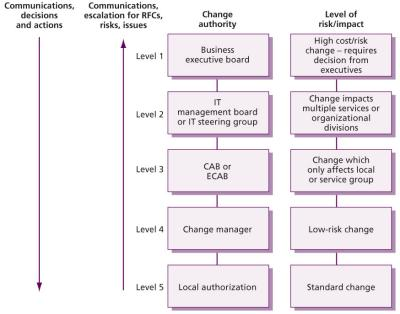 Communications,
decisions
and actions
Communications,
escalation for RFCs,
risks, issues
Change
authority
Level of
risk/impact
Level 1
Business
executive board
High cost/risk
change – requires
decision from
executives
Level 2
IT
management board
or IT steering group
Change impacts
multiple services or
organizational
divisions
Level 3
CAB or
ECAB
Change which
only affects local
or service group
Level 4
Change manager
Low-risk change
Level 5
Local authorization
Standard change